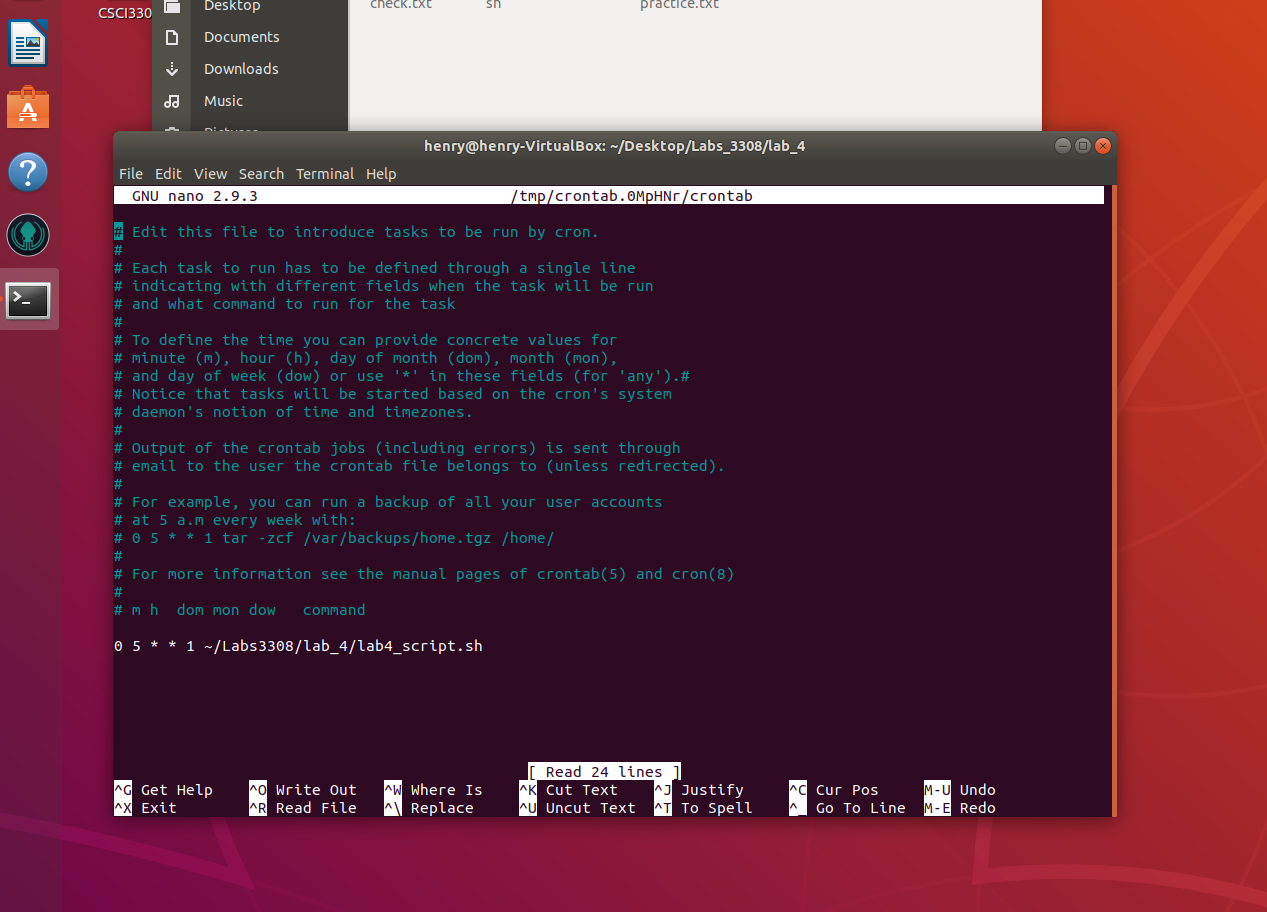 CSCI330
Desktop
check.txt sh practice.txt
Documents
Downloads
Music
Pictures
henry@henry-VirtualBox: ~/Desktop/Labs_3308/lab_4
File Edit View Search Terminal Help
GNU nano 2.9.3 /tmp/crontab.0MpHNr/crontab
# Edit this file to introduce tasks to be run by cron.
#
# Each task to run has to be defined through a single line
# indicating with different fields when the task will be run
# and what command to run for the task
#
# To define the time you can provide concrete values for
# minute (m), hour (h), day of month (dom), month (mon),
# and day of week (dow) or use '*' in these fields (for 'any').#
# Notice that tasks will be started based on the cron's system
# daemon's notion of time and timezones.
#
# Output of the crontab jobs (including errors) is sent through
# email to the user the crontab file belongs to (unless redirected).
#
# For example, you can run a backup of all your user accounts
# at 5 a.m every week with:
# 0 5 * * 1 tar -zcf /var/backups/home.tgz /home/
#
# For more information see the manual pages of crontab(5) and cron(8)
#
# m h  dom mon dow   command
0 5 * * 1 ~/Labs3308/lab_4/lab4_script.sh
[ Read 24 lines ]
^G Get Help ^O Write Out ^W Where Is ^K Cut Text ^J Justify ^C Cur Pos M-U Undo
^X Exit ^R Read File ^\ Replace ^U Uncut Text ^T To Spell ^_ Go To Line M-E Redo